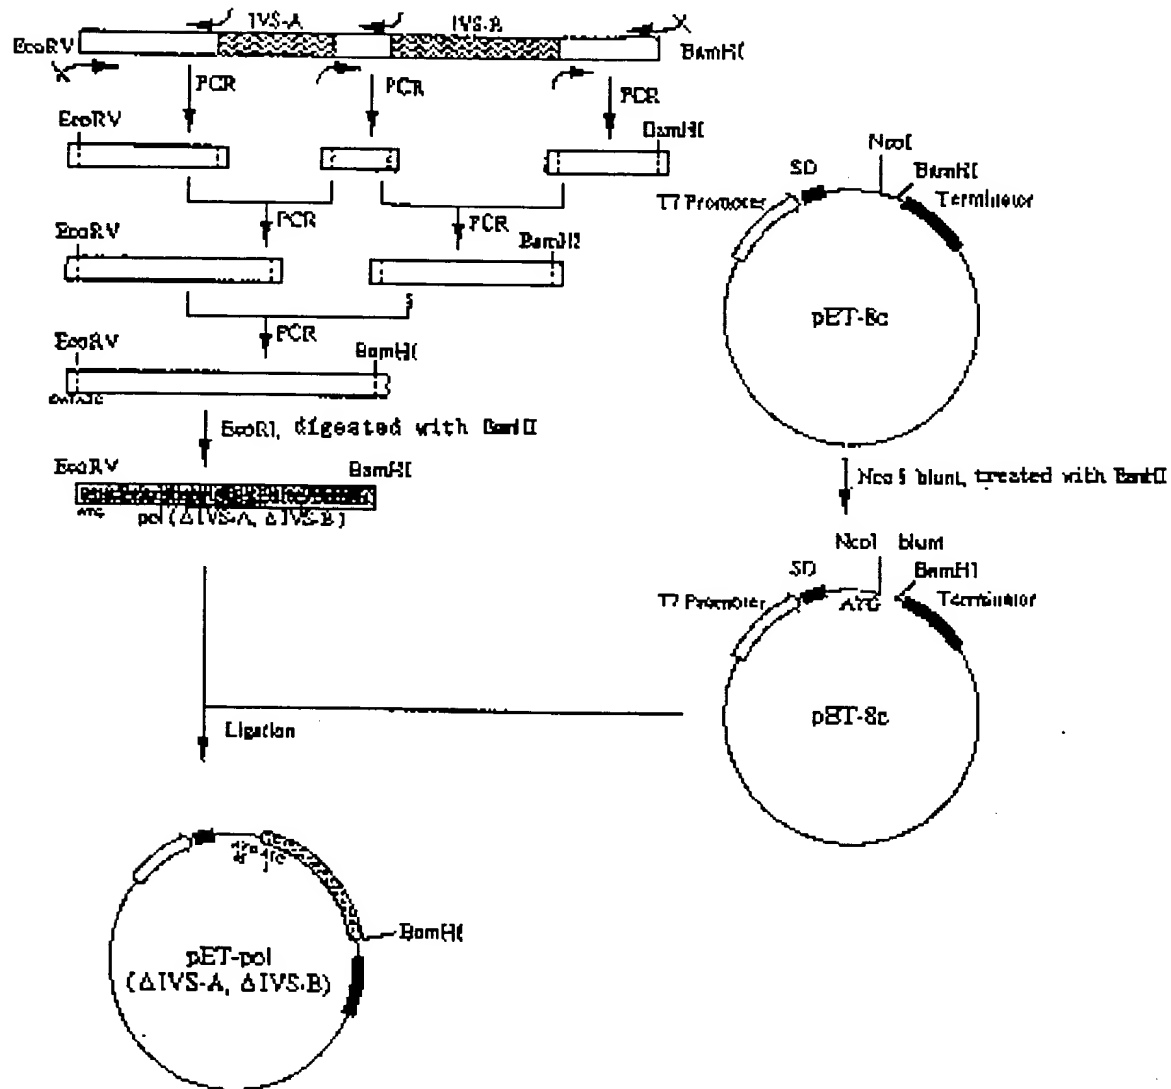 IVS-A
IVS-B
EcoRV
BamHI
PCR
PCR
PCR
EcoRV
BamHI
NcoI
SD
BamHI
T7 Promoter
Terminator
PCR
PCR
EcoRV
BamHI
pET-8c
PCR
EcoRV
BamHI
EcoRI, digested with BamHI
EcoRV
BamHI
ATC
pol (ΔIVS-A, ΔIVS-B)
blunt, treated with BamHI
NcoI blunt
SD
BamHI
T7 Promoter
ATG
Terminator
pET-8c
Ligation
BamHI
pET-pol
(ΔIVS-A, ΔIVS-B)